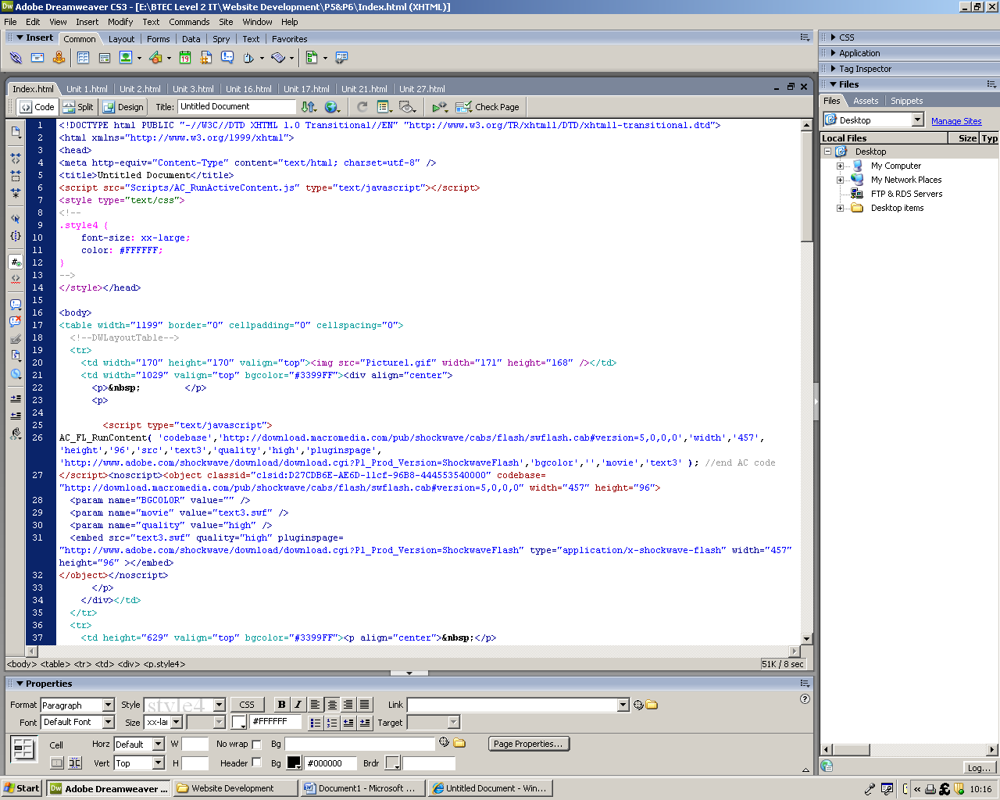 Adobe Dreamweaver CS3 - [E:\BTEC Level 2 IT\Website Development\P5&P6\Index.html (XHTML)]
File Edit View Insert Modify Text Commands Site Window Help
Insert Common Layout Forms Data Spry Text Favorites
Index.html Unit 1.html Unit 2.html Unit 3.html Unit 16.html Unit 17.html Unit 21.html Unit 27.html
Code Split Design Title: Untitled Document Check Page
1 <!DOCTYPE html PUBLIC "-//W3C//DTD XHTML 1.0 Transitional//EN" "http://www.w3.org/TR/xhtml1/DTD/xhtml1-transitional.dtd">
2 <html xmlns="http://www.w3.org/1999/xhtml">
3 <head>
4 <meta http-equiv="Content-Type" content="text/html; charset=utf-8" />
5 <title>Untitled Document</title>
6 <script src="Scripts/AC_RunActiveContent.js" type="text/javascript"></script>
7 <style type="text/css">
8 <!--
9 .style4 {
10 font-size: xx-large;
11 color: #FFFFFF;
12 }
13 -->
14 </style></head>
15
16 <body>
17 <table width="1199" border="0" cellpadding="0" cellspacing="0">
18 <!--DWLayoutTable-->
19 <tr>
20 <td width="170" height="170" valign="top"><img src="Picture1.gif" width="171" height="168" /></td>
21 <td width="1029" valign="top" bgcolor="#3399FF"><div align="center">
22 <p>&nbsp; </p>
23 <p>
24
25 <script type="text/javascript">
26 AC_FL_RunContent( 'codebase','http://download.macromedia.com/pub/shockwave/cabs/flash/swflash.cab#version=5,0,0,0','width','457',
'height','96','src','text3','quality','high','pluginspage',
'http://www.adobe.com/shockwave/download/download.cgi?P1_Prod_Version=ShockwaveFlash','bgcolor','','movie','text3' ); //end AC code
27 </script><noscript><object classid="clsid:D27CDB6E-AE6D-11cf-96B8-444553540000" codebase=
"http://download.macromedia.com/pub/shockwave/cabs/flash/swflash.cab#version=5,0,0,0" width="457" height="96">
28 <param name="BGCOLOR" value="" />
29 <param name="movie" value="text3.swf" />
30 <param name="quality" value="high" />
31 <embed src="text3.swf" quality="high" pluginspage=
"http://www.adobe.com/shockwave/download/download.cgi?P1_Prod_Version=ShockwaveFlash" type="application/x-shockwave-flash" width="457"
height="96" ></embed>
32 </object></noscript>
33 </p>
34 </div></td>
35 </tr>
36 <tr>
37 <td height="629" valign="top" bgcolor="#3399FF"><p align="center">&nbsp;</p>
<body> <table> <tr> <td> <div> <p.style4> 51K / 8 sec
CSS
Application
Tag Inspector
Files
Files Assets Snippets
Desktop Manage Sites
Local Files Size Typ
Desktop
My Computer
My Network Places
FTP & RDS Servers
Desktop items
Log...
Properties
Format Paragraph Style style4 CSS B I Link
Font Default Font Size xx-lar #FFFFFF Target
Cell Horz Default W No wrap Bg Page Properties...
Vert Top H Header Bg #000000 Brdr
Start Adobe Dreamweaver ... Website Development Document1 - Microsoft ... Untitled Document - Win... 10:16